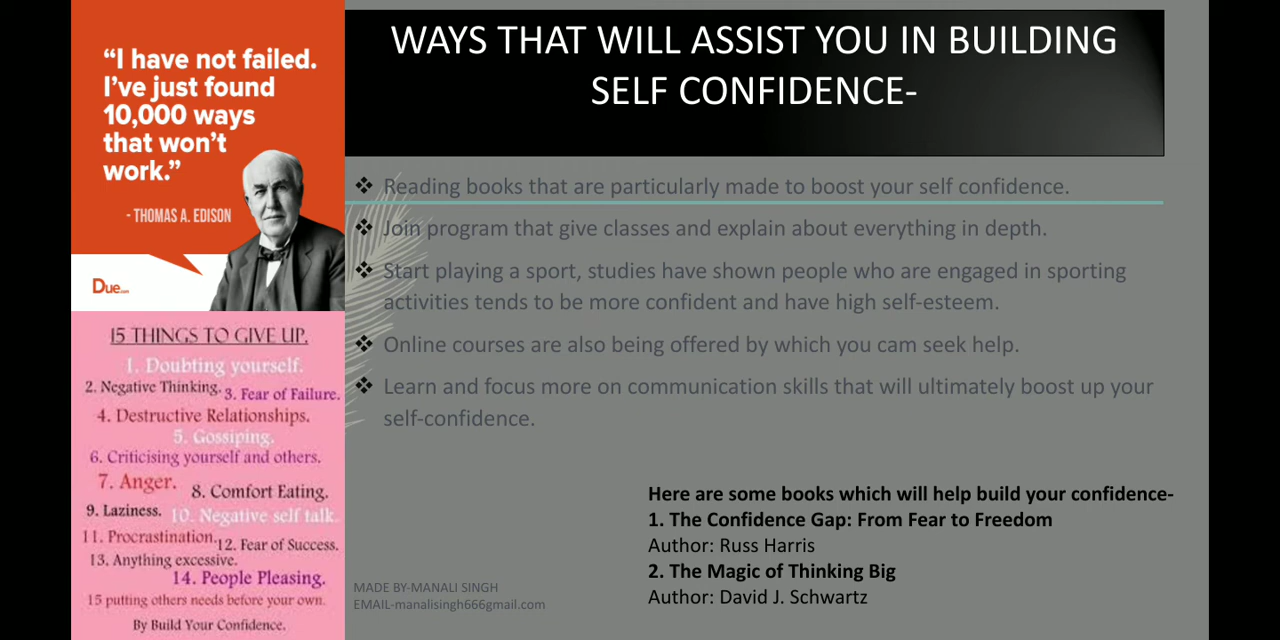 “I have not failed.
I’ve just found
10,000 ways
that won’t
work.”
- THOMAS A. EDISON
Due.com
15 THINGS TO GIVE UP.
1. Doubting yourself.
2. Negative Thinking.
3. Fear of Failure.
4. Destructive Relationships.
5. Gossiping.
6. Criticising yourself and others.
7. Anger.
8. Comfort Eating.
9. Laziness.
10. Negative self talk.
11. Procrastination.
12. Fear of Success.
13. Anything excessive.
14. People Pleasing.
15 putting others needs before your own.
By Build Your Confidence.
WAYS THAT WILL ASSIST YOU IN BUILDING
SELF CONFIDENCE-
❖ Reading books that are particularly made to boost your self confidence.
❖ Join program that give classes and explain about everything in depth.
❖ Start playing a sport, studies have shown people who are engaged in sporting
activities tends to be more confident and have high self-esteem.
❖ Online courses are also being offered by which you cam seek help.
❖ Learn and focus more on communication skills that will ultimately boost up your
self-confidence.
Here are some books which will help build your confidence-
1. The Confidence Gap: From Fear to Freedom
Author: Russ Harris
2. The Magic of Thinking Big
Author: David J. Schwartz
MADE BY-MANALI SINGH
EMAIL-manalisingh666gmail.com